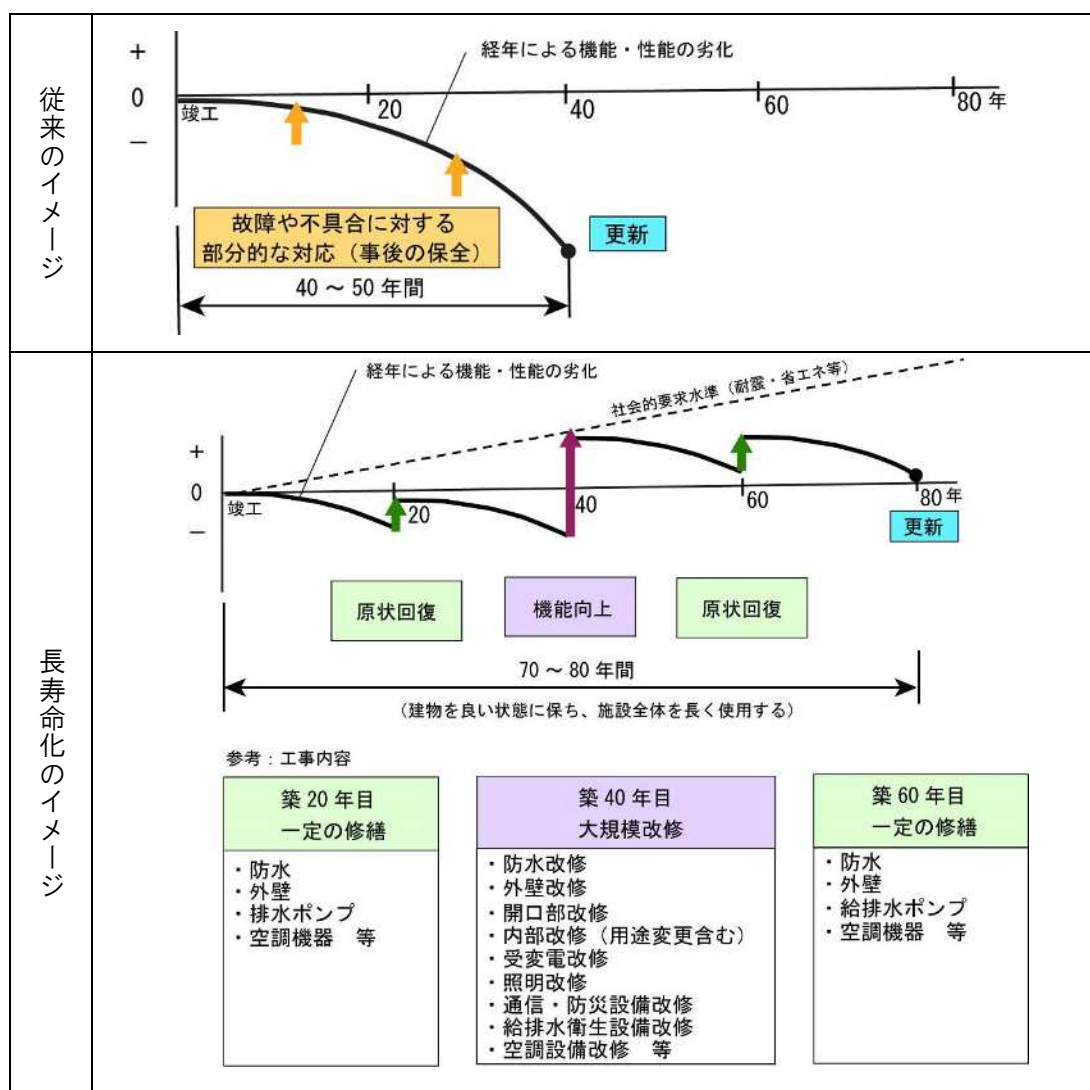 従来のイメージ
+
0
−
竣工
経年による機能・性能の劣化
20
40
60
80 年
故障や不具合に対する
部分的な対応（事後の保全）
更新
40 ～ 50 年間
長寿命化のイメージ
経年による機能・性能の劣化
社会的要求水準（耐震・省エネ等）
+
0
−
竣工
20
40
60
80 年
更新
原状回復
機能向上
原状回復
70 ～ 80 年間
（建物を良い状態に保ち、施設全体を長く使用する）
参考：工事内容
築 20 年目
一定の修繕
・防水
・外壁
・排水ポンプ
・空調機器　等
築 40 年目
大規模改修
・防水改修
・外壁改修
・開口部改修
・内部改修（用途変更含む）
・受変電改修
・照明改修
・通信・防災設備改修
・給排水衛生設備改修
・空調設備改修　等
築 60 年目
一定の修繕
・防水
・外壁
・給排水ポンプ
・空調機器　等